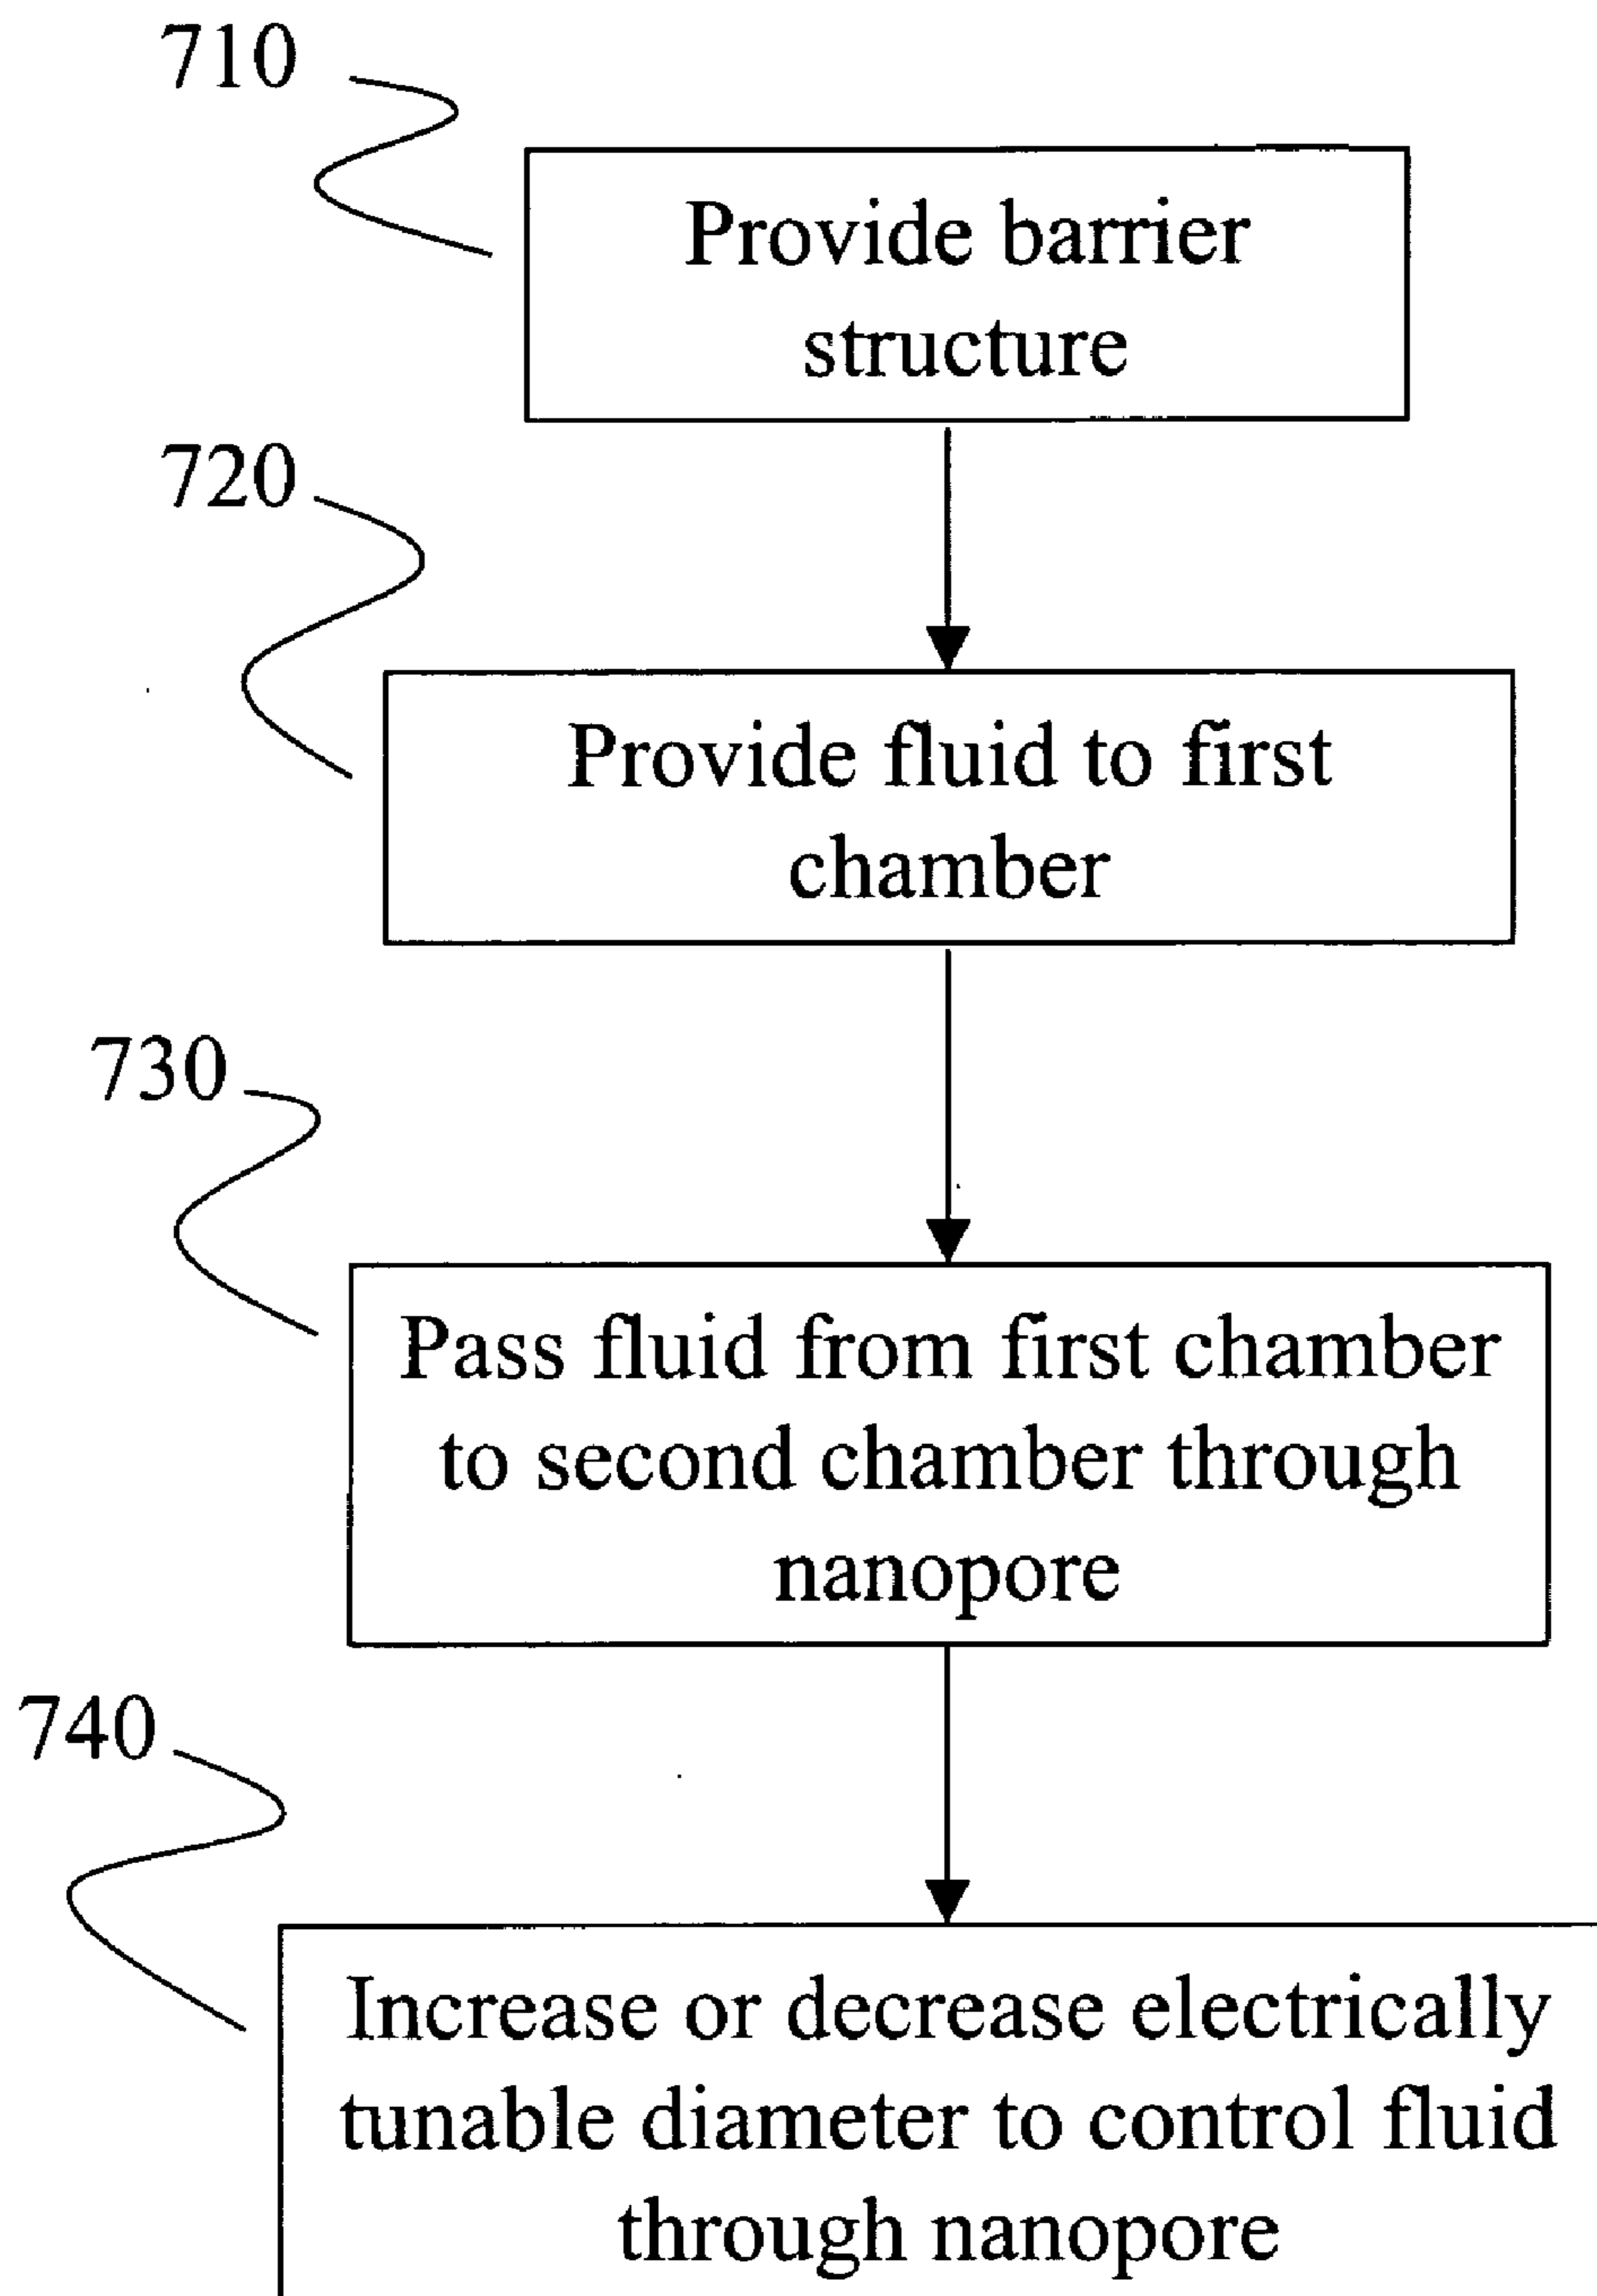 710
Provide barrier
structure
720
Provide fluid to first
chamber
730
Pass fluid from first chamber
to second chamber through
nanopore
740
Increase or decrease electrically
tunable diameter to control fluid
through nanopore